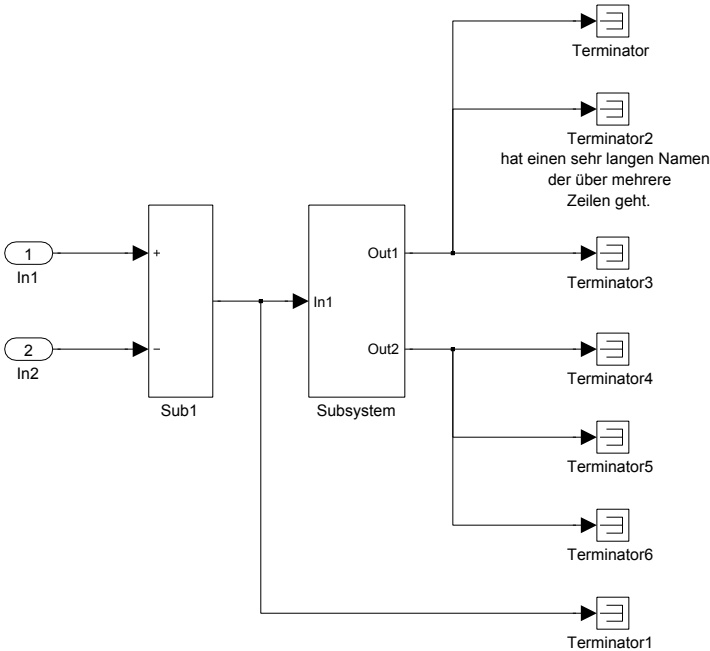 Terminator
Terminator2
hat einen sehr langen Namen
der über mehrere
Zeilen geht.
1
In1
+
Out1
Terminator3
In1
2
In2
−
Out2
Terminator4
Sub1
Subsystem
Terminator5
Terminator6
Terminator1